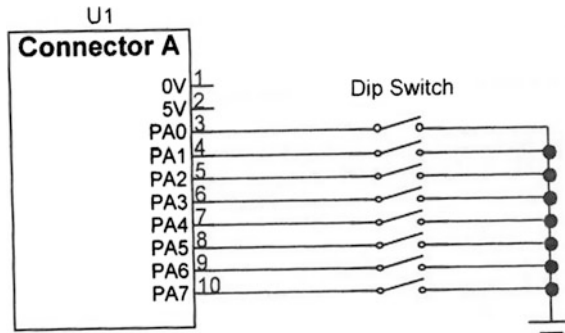 U1
Connector A
0V 1
5V 2
Dip Switch
PA0 3
PA1 4
PA2 5
PA3 6
PA4 7
PA5 8
PA6 9
PA7 10